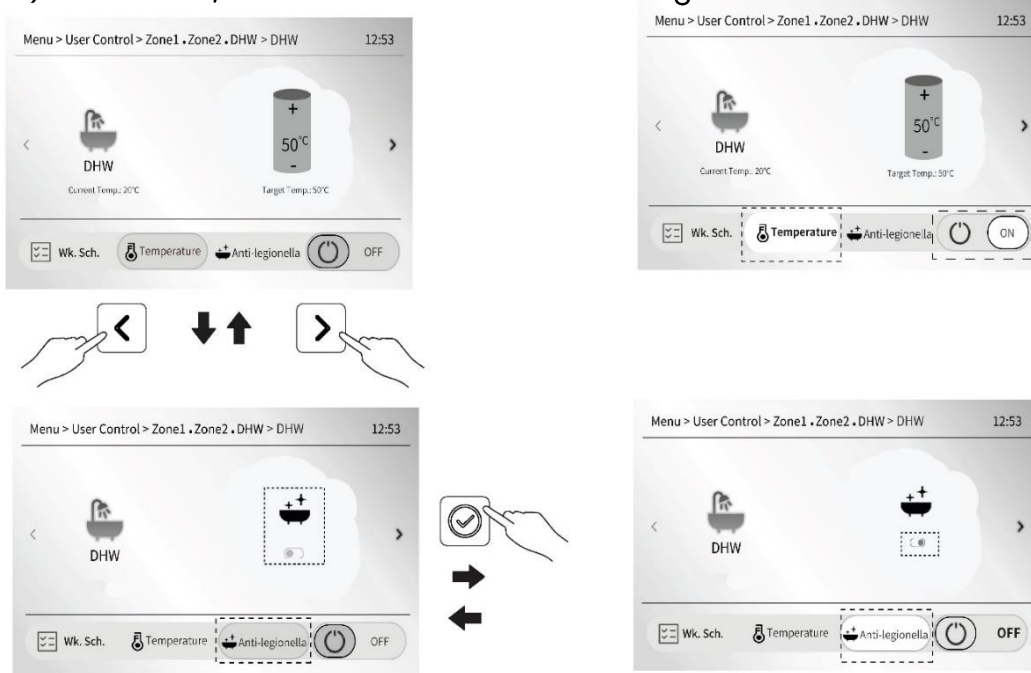 Menu > User Control > Zone1 • Zone2 • DHW > DHW 12:53
+
50°C
-
DHW
Current Temp.: 20°C Target Temp.: 50°C
Wk. Sch. Temperature Anti-legionella OFF
Menu > User Control > Zone1 • Zone2 • DHW > DHW 12:53
+
50°C
-
DHW
Current Temp.: 20°C Target Temp.: 50°C
Wk. Sch. Temperature Anti-legionella ON
Menu > User Control > Zone1 • Zone2 • DHW > DHW 12:53
DHW
Wk. Sch. Temperature Anti-legionella OFF
Menu > User Control > Zone1 • Zone2 • DHW > DHW 12:53
DHW
Wk. Sch. Temperature Anti-legionella OFF